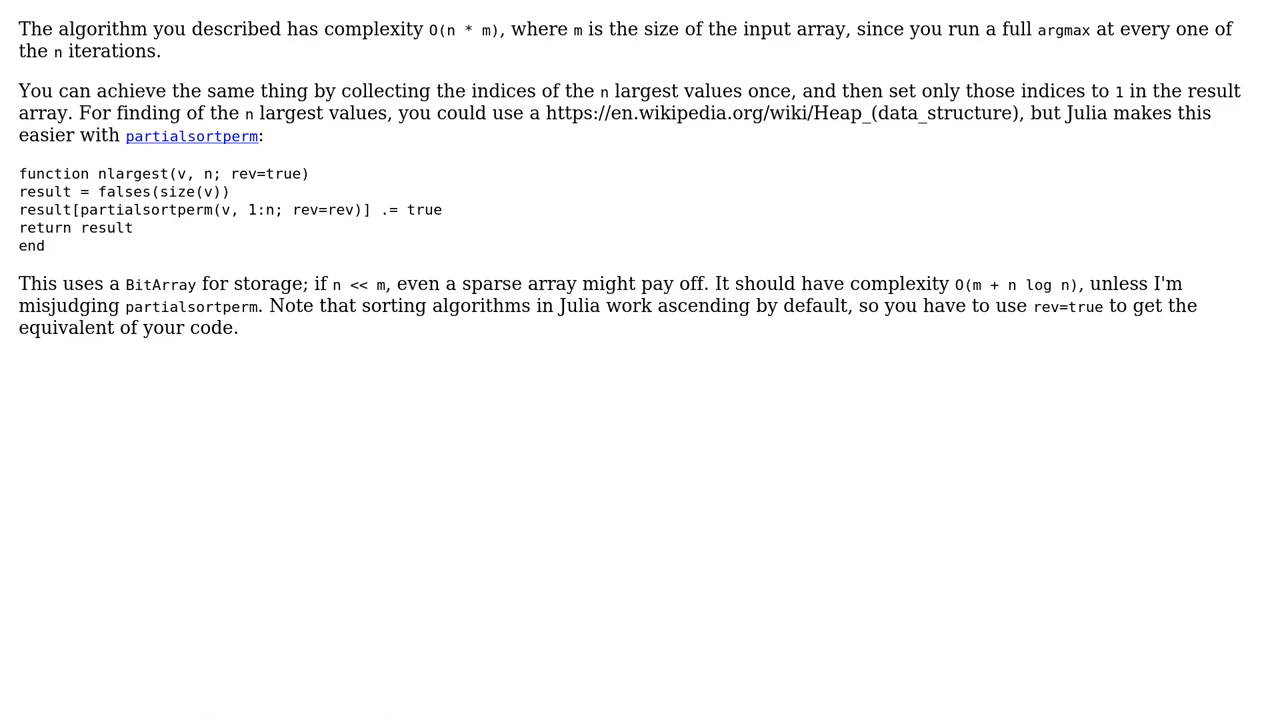 The algorithm you described has complexity O(n * m), where m is the size of the input array, since you run a full argmax at every one of
the n iterations.
You can achieve the same thing by collecting the indices of the n largest values once, and then set only those indices to 1 in the result
array. For finding of the n largest values, you could use a https://en.wikipedia.org/wiki/Heap_(data_structure), but Julia makes this
easier with partialsortperm:
function nlargest(v, n; rev=true)
result = falses(size(v))
result[partialsortperm(v, 1:n; rev=rev)] .= true
return result
end
This uses a BitArray for storage; if n << m, even a sparse array might pay off. It should have complexity O(m + n log n), unless I'm
misjudging partialsortperm. Note that sorting algorithms in Julia work ascending by default, so you have to use rev=true to get the
equivalent of your code.